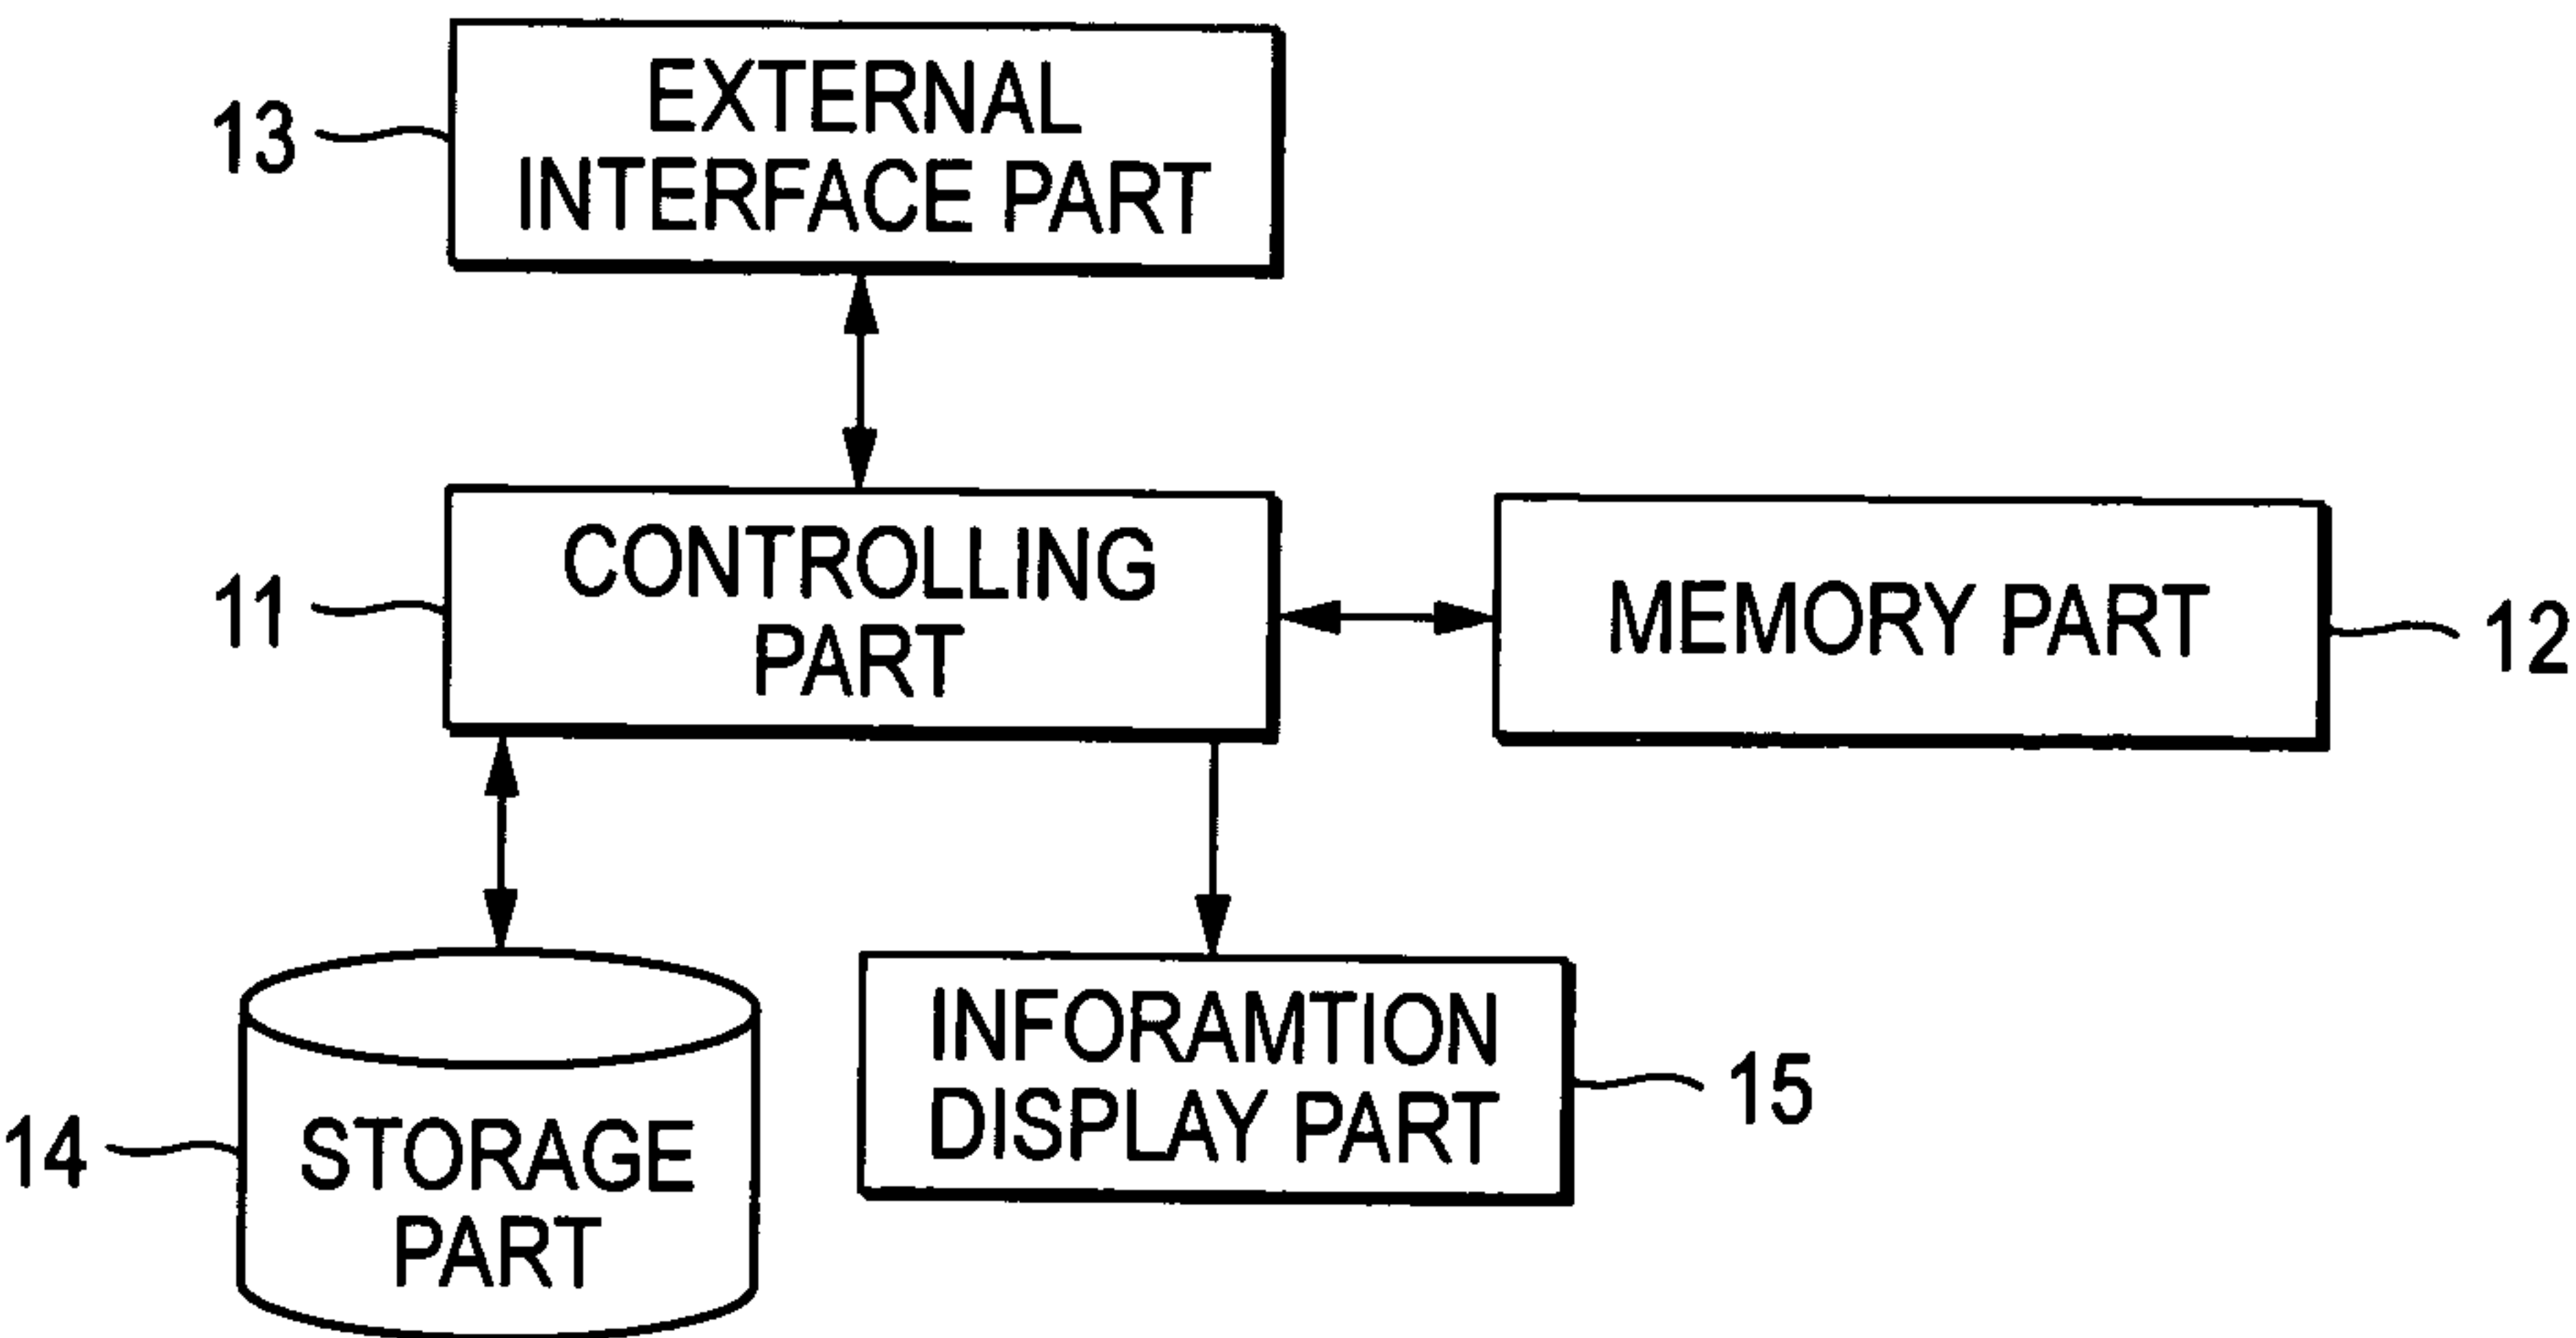 13
EXTERNAL
INTERFACE PART
11
CONTROLLING
PART
MEMORY PART
12
14
STORAGE
PART
INFORAMTION
DISPLAY PART
15